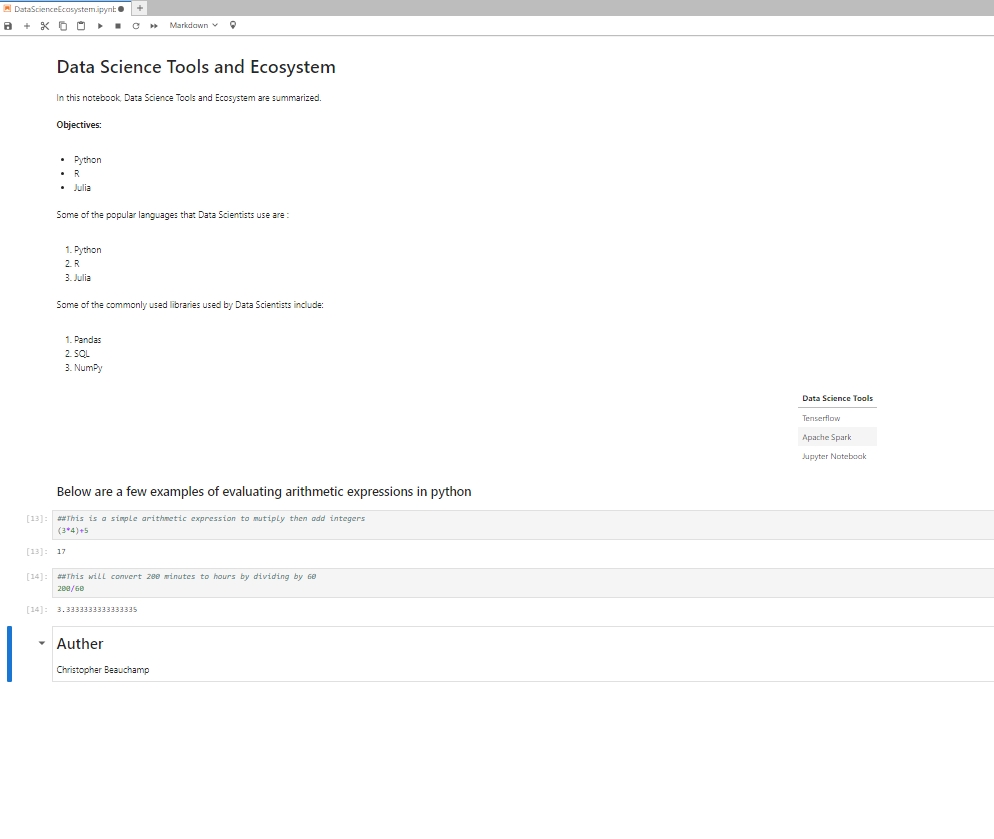 DataScienceEcosystem.ipynb
Markdown
Data Science Tools and Ecosystem
In this notebook, Data Science Tools and Ecosystem are summarized.
Objectives:
• Python
• R
• Julia
Some of the popular languages that Data Scientists use are :
1. Python
2. R
3. Julia
Some of the commonly used libraries used by Data Scientists include:
1. Pandas
2. SQL
3. NumPy
Data Science Tools
Tenserflow
Apache Spark
Jupyter Notebook
Below are a few examples of evaluating arithmetic expressions in python
[13]: ##This is a simple arithmetic expression to mutiply then add integers
(3*4)+5
[13]: 17
[14]: ##This will convert 200 minutes to hours by dividing by 60
200/60
[14]: 3.3333333333333335
Auther
Christopher Beauchamp